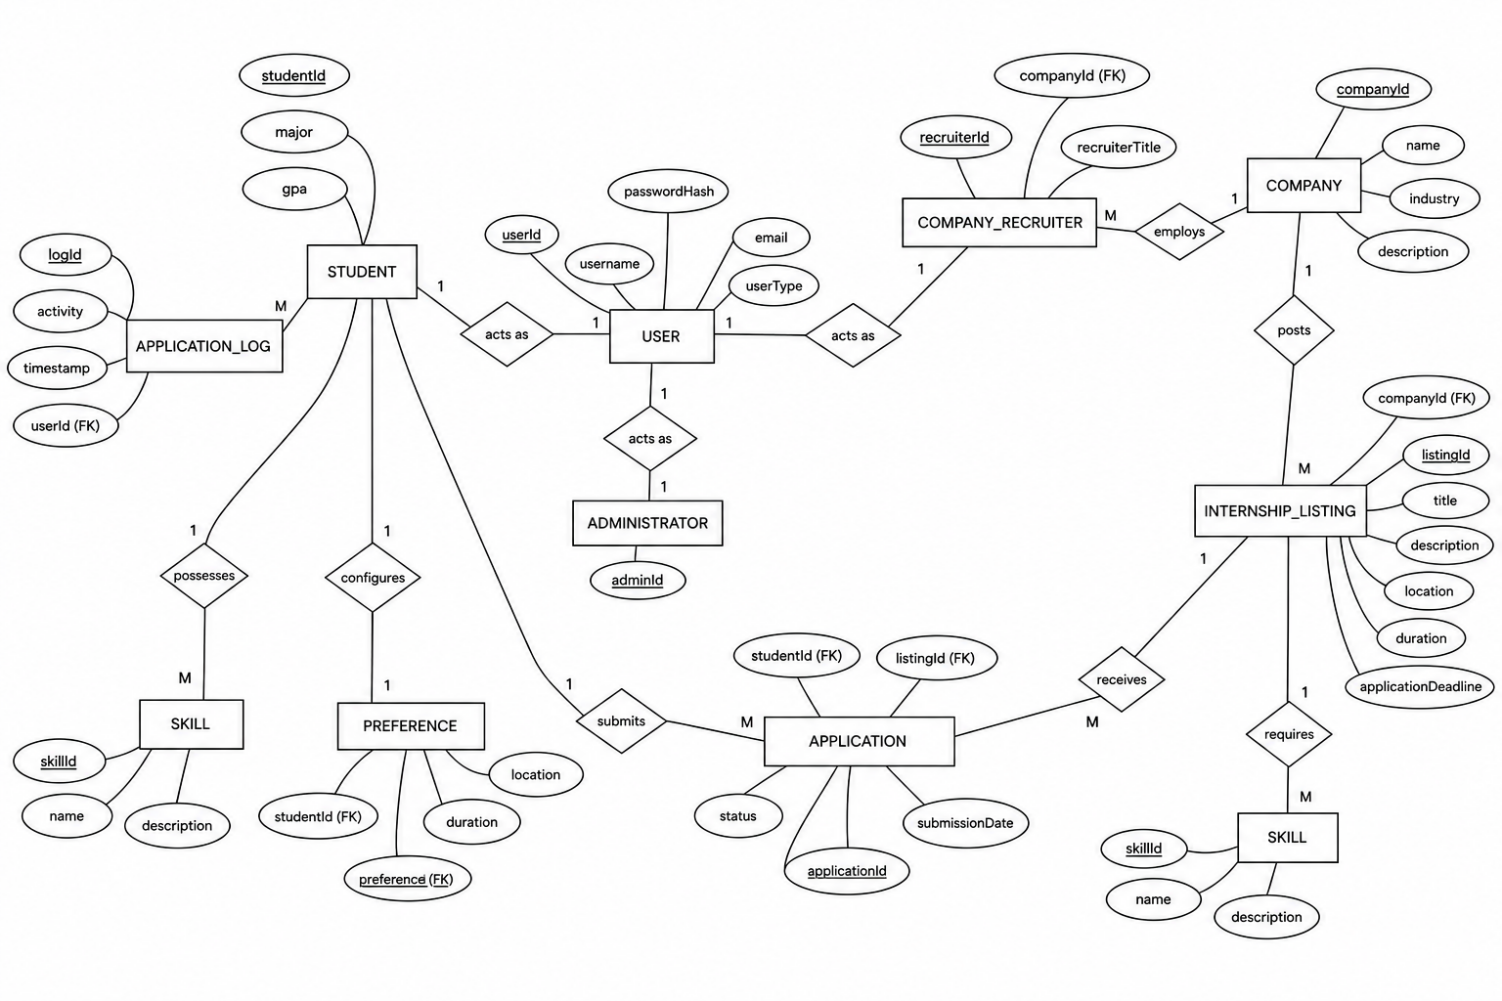 studentId
major
gpa
STUDENT
logId
activity
timestamp
userId (FK)
APPLICATION_LOG
M
1
acts as
1
userId
username
passwordHash
email
userType
USER
1
acts as
1
recruiterId
companyId (FK)
recruiterTitle
COMPANY_RECRUITER
M
employs
1
companyId
name
industry
description
COMPANY
1
posts
M
1
acts as
1
ADMINISTRATOR
adminId
companyId (FK)
listingId
title
description
location
duration
applicationDeadline
INTERNSHIP_LISTING
1
possesses
M
SKILL
skillId
name
description
1
configures
1
PREFERENCE
studentId (FK)
preference (FK)
duration
location
1
submits
M
studentId (FK)
listingId (FK)
APPLICATION
status
applicationId
submissionDate
1
receives
M
1
requires
M
SKILL
skillId
name
description